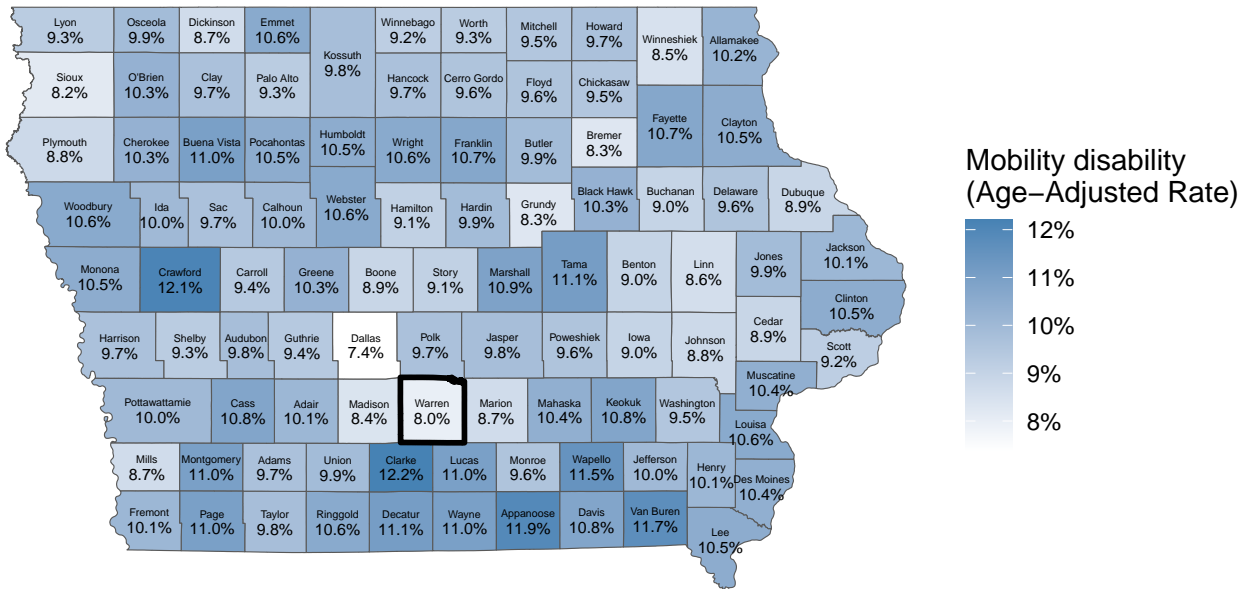 Lyon
9.3%
Osceola
9.9%
Dickinson
8.7%
Emmet
10.6%
Kossuth
9.8%
Winnebago
9.2%
Worth
9.3%
Mitchell
9.5%
Howard
9.7%
Winneshiek
8.5%
Allamakee
10.2%
Sioux
8.2%
O'Brien
10.3%
Clay
9.7%
Palo Alto
9.3%
Hancock
9.7%
Cerro Gordo
9.6%
Floyd
9.6%
Chickasaw
9.5%
Fayette
10.7%
Clayton
10.5%
Plymouth
8.8%
Cherokee
10.3%
Buena Vista
11.0%
Pocahontas
10.5%
Humboldt
10.5%
Wright
10.6%
Franklin
10.7%
Butler
9.9%
Bremer
8.3%
Woodbury
10.6%
Ida
10.0%
Sac
9.7%
Calhoun
10.0%
Webster
10.6%
Hamilton
9.1%
Hardin
9.9%
Grundy
8.3%
Black Hawk
10.3%
Buchanan
9.0%
Delaware
9.6%
Dubuque
8.9%
Monona
10.5%
Crawford
12.1%
Carroll
9.4%
Greene
10.3%
Boone
8.9%
Story
9.1%
Marshall
10.9%
Tama
11.1%
Benton
9.0%
Linn
8.6%
Jones
9.9%
Jackson
10.1%
Clinton
10.5%
Harrison
9.7%
Shelby
9.3%
Audubon
9.8%
Guthrie
9.4%
Dallas
7.4%
Polk
9.7%
Jasper
9.8%
Poweshiek
9.6%
Iowa
9.0%
Johnson
8.8%
Cedar
8.9%
Scott
9.2%
Muscatine
10.4%
Pottawattamie
10.0%
Cass
10.8%
Adair
10.1%
Madison
8.4%
Warren
8.0%
Marion
8.7%
Mahaska
10.4%
Keokuk
10.8%
Washington
9.5%
Louisa
10.6%
Mills
8.7%
Montgomery
11.0%
Adams
9.7%
Union
9.9%
Clarke
12.2%
Lucas
11.0%
Monroe
9.6%
Wapello
11.5%
Jefferson
10.0%
Henry
10.1%
Des Moines
10.4%
Fremont
10.1%
Page
11.0%
Taylor
9.8%
Ringgold
10.6%
Decatur
11.1%
Wayne
11.0%
Appanoose
11.9%
Davis
10.8%
Van Buren
11.7%
Lee
10.5%
Mobility disability
(Age−Adjusted Rate)
12%
11%
10%
9%
8%